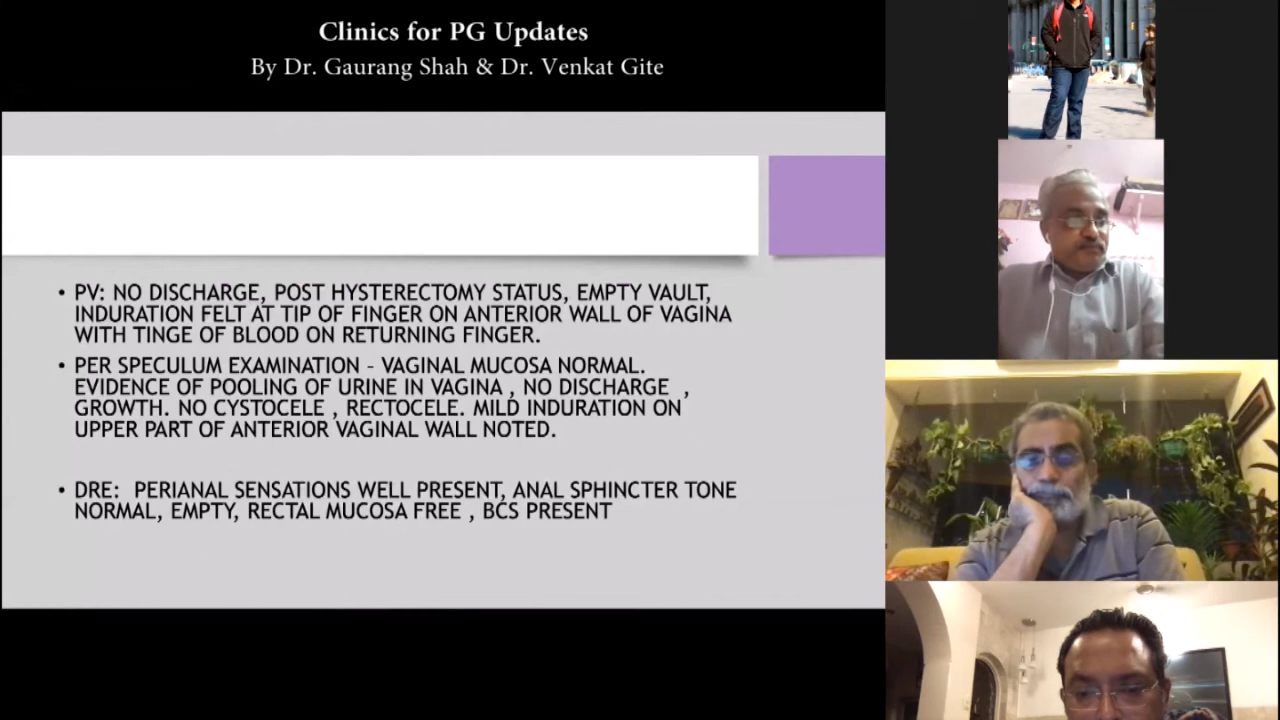 Clinics for PG Updates
By Dr. Gaurang Shah & Dr. Venkat Gite
• PV: NO DISCHARGE, POST HYSTERECTOMY STATUS, EMPTY VAULT,
INDURATION FELT AT TIP OF FINGER ON ANTERIOR WALL OF VAGINA
WITH TINGE OF BLOOD ON RETURNING FINGER.
• PER SPECULUM EXAMINATION – VAGINAL MUCOSA NORMAL.
EVIDENCE OF POOLING OF URINE IN VAGINA , NO DISCHARGE ,
GROWTH. NO CYSTOCELE , RECTOCELE. MILD INDURATION ON
UPPER PART OF ANTERIOR VAGINAL WALL NOTED.
• DRE: PERIANAL SENSATIONS WELL PRESENT, ANAL SPHINCTER TONE
NORMAL, EMPTY, RECTAL MUCOSA FREE , BCS PRESENT